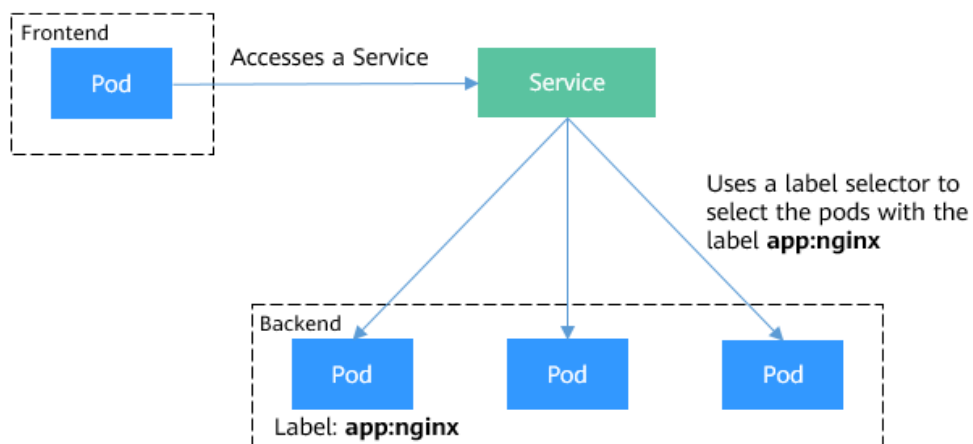 Frontend
Pod
Accesses a Service
Service
Uses a label selector to
select the pods with the
label app:nginx
Backend
Pod
Pod
Pod
Label: app:nginx